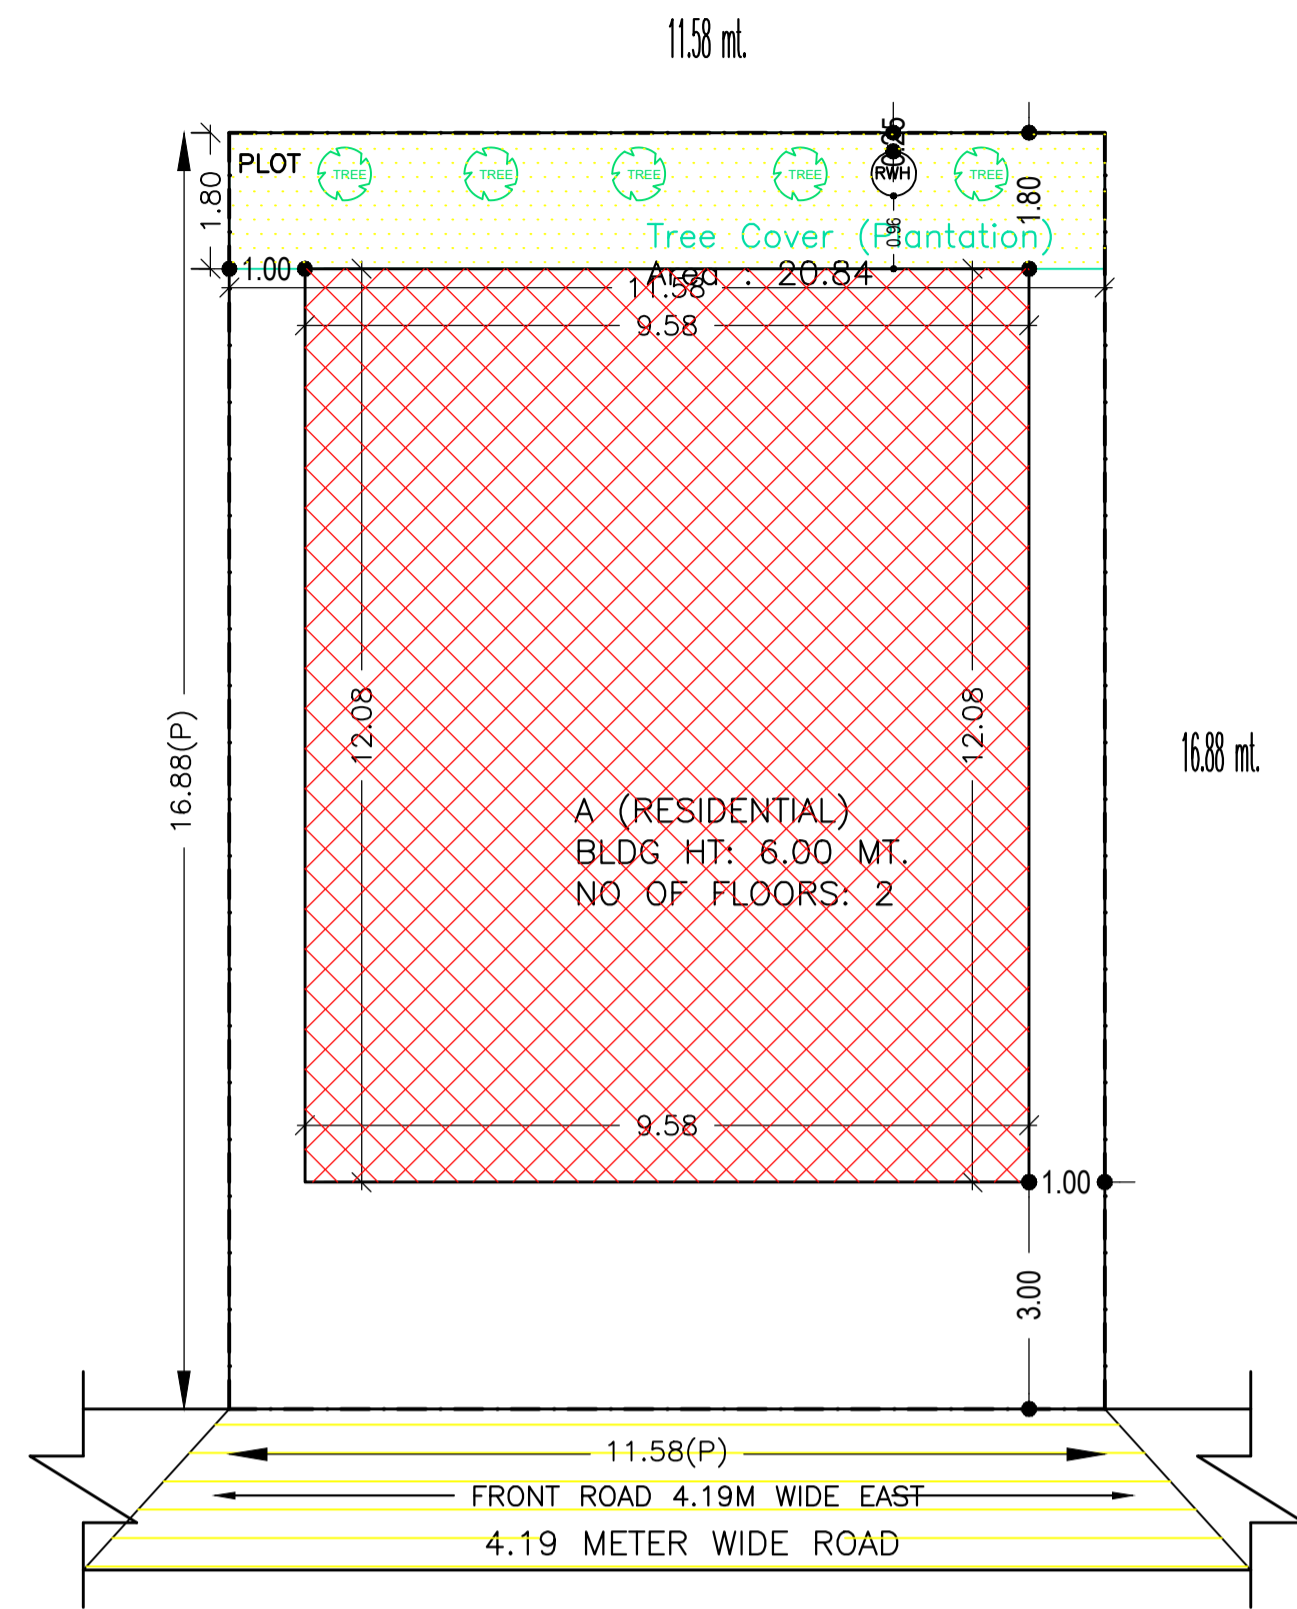 11.58 mt.
0.25
PLOT
TREE
TREE
TREE
TREE
RWH
TREE
1.80
1.80
0.96
Tree Cover (Plantation)
1.00
Area : 20.84
11.58
9.58
12.08
12.08
16.88(P)
16.88 mt.
A (RESIDENTIAL)
BLDG HT: 6.00 MT.
NO OF FLOORS: 2
9.58
1.00
3.00
11.58(P)
FRONT ROAD 4.19M WIDE EAST
4.19 METER WIDE ROAD